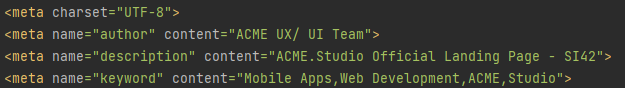 <meta charset="UTF-8">
<meta name="author" content="ACME UX/ UI Team">
<meta name="description" content="ACME.Studio Official Landing Page - SI42">
<meta name="keyword" content="Mobile Apps,Web Development,ACME,Studio">